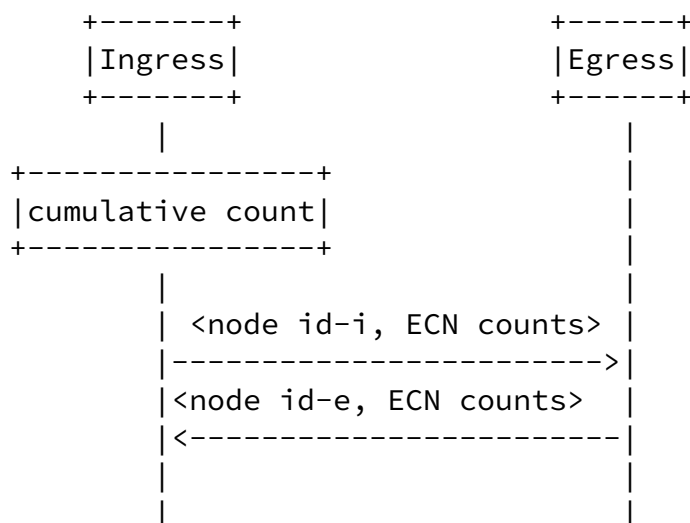 Ingress Egress
cumulative count
<node id-i, ECN counts>
<node id-e, ECN counts>